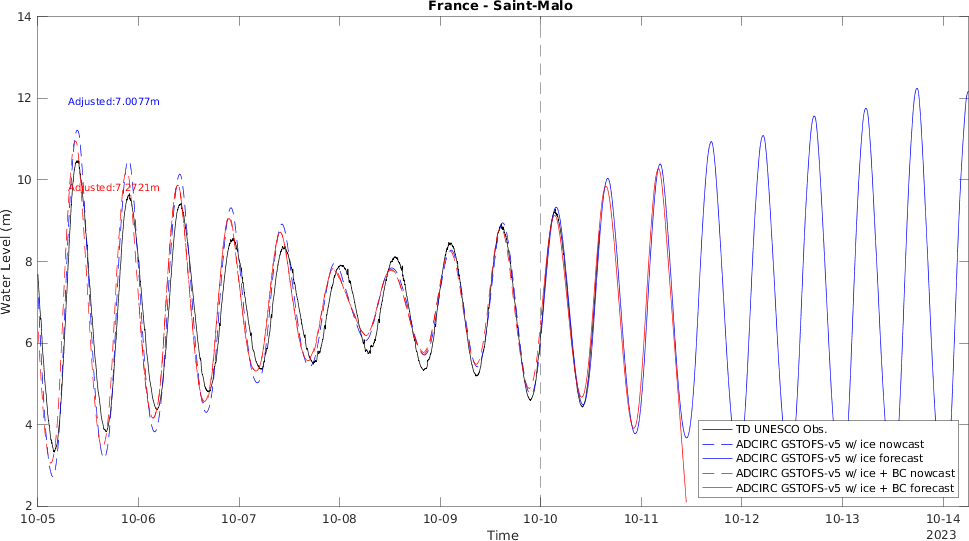 France - Saint-Malo
14
12
10
8
6
4
2
Water Level (m)
Adjusted:7.0077m
Adjusted:7.2721m
TD UNESCO Obs.
ADCIRC GSTOFS-v5 w/ ice nowcast
ADCIRC GSTOFS-v5 w/ ice forecast
ADCIRC GSTOFS-v5 w/ ice + BC nowcast
ADCIRC GSTOFS-v5 w/ ice + BC forecast
10-05 10-06 10-07 10-08 10-09 10-10 10-11 10-12 10-13 10-14
2023
Time